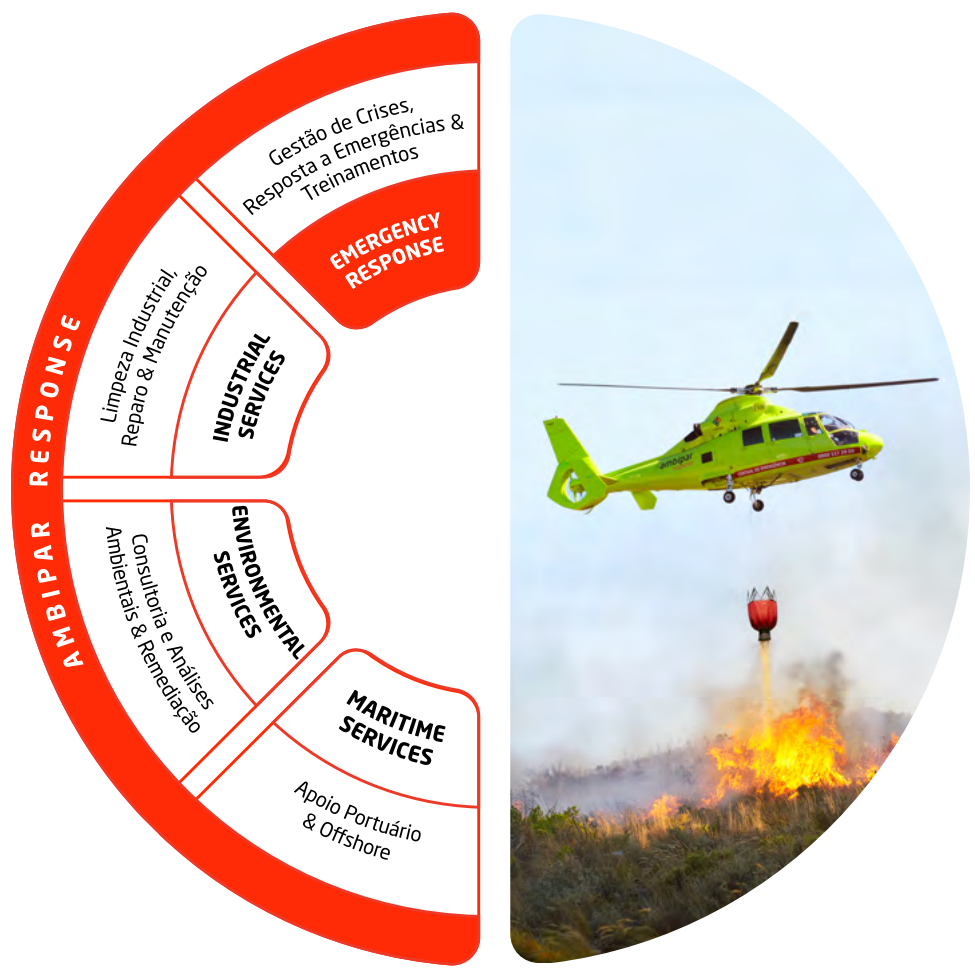 AMBIPAR RESPONSE
Gestão de Crises,
Resposta a Emergências &
Treinamentos
EMERGENCY
RESPONSE
Limpeza Industrial,
Reparo & Manutenção
INDUSTRIAL
SERVICES
ENVIRONMENTAL
SERVICES
Consultoria e Análises
Ambientais & Remediação
MARITIME
SERVICES
Apoio Portuário
& Offshore
ambipar